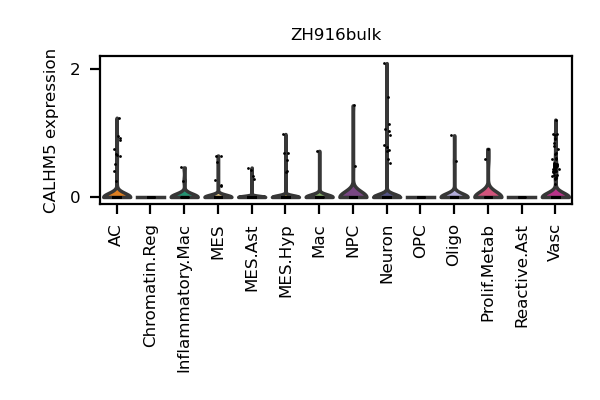 ZH916bulk
CALHM5 expression
2
0
AC
Chromatin.Reg
Inflammatory.Mac
MES
MES.Ast
MES.Hyp
Mac
NPC
Neuron
OPC
Oligo
Prolif.Metab
Reactive.Ast
Vasc